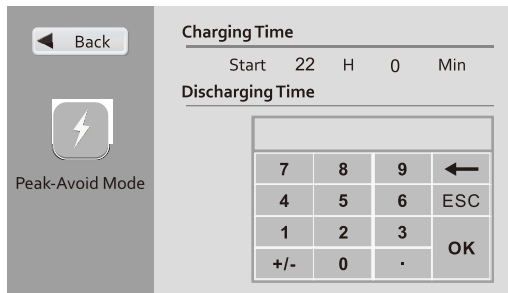 Back
Peak-Avoid Mode
Charging Time
Start 22 H 0 Min
Discharging Time
7 8 9 ←
4 5 6 ESC
1 2 3
OK
+/- 0 .